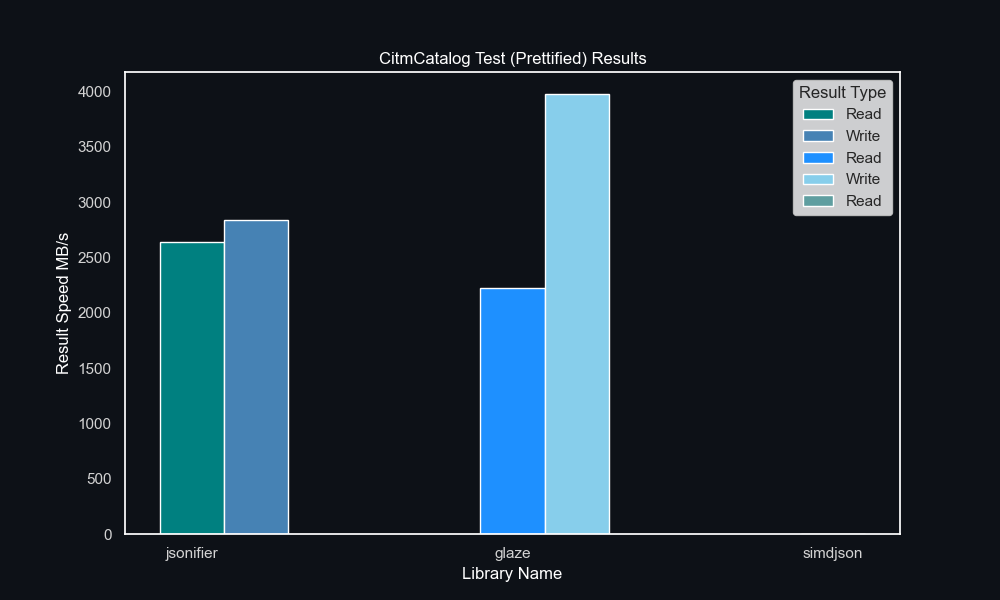 CitmCatalog Test (Prettified) Results
Result Type
Read
Write
Read
Write
Read
4000
3500
3000
2500
2000
1500
1000
500
0
Result Speed MB/s
jsonifier
glaze
simdjson
Library Name